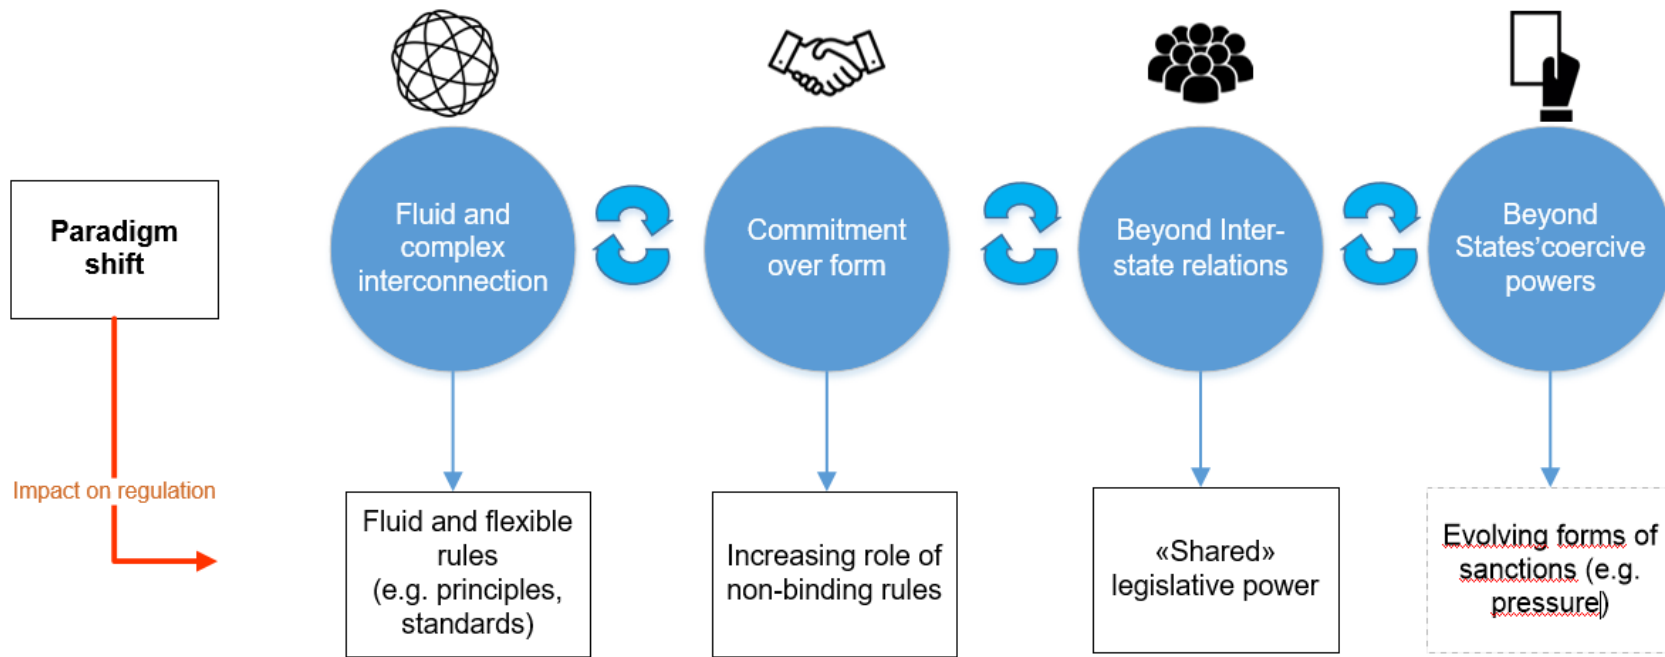 Paradigm
shift
Fluid and
complex
interconnection
Commitment
over form
Beyond Inter-
state relations
Beyond
States'coercive
powers
Impact on regulation
Fluid and flexible
rules
(e.g. principles,
standards)
Increasing role of
non-binding rules
«Shared»
legislative power
Evolving forms of
sanctions (e.g.
pressure)